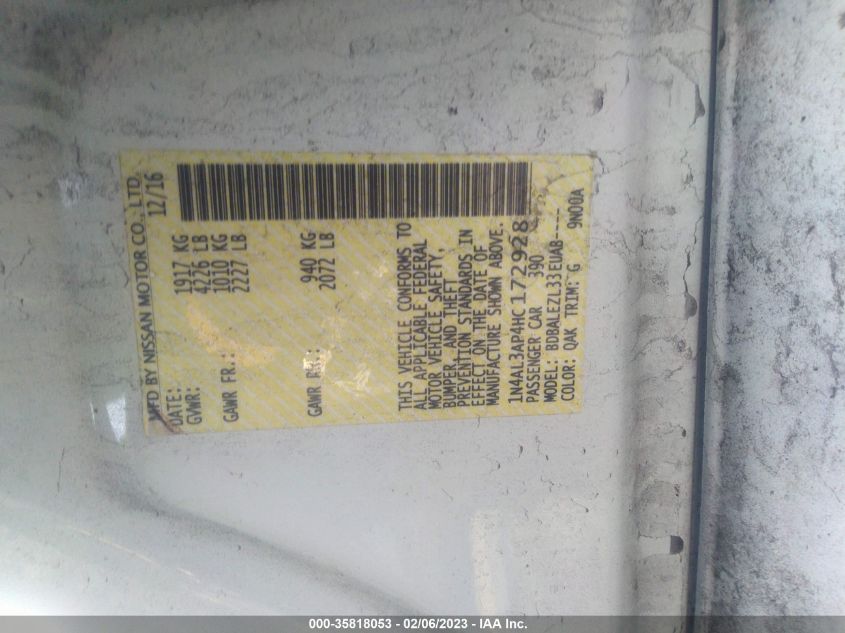 MFD BY NISSAN MOTOR CO., LTD.
DATE: 12/16
GVWR: 1917 KG
4226 LB
GAWR FR.: 1010 KG
2227 LB
GAWR RR.: 940 KG
2072 LB
THIS VEHICLE CONFORMS TO
ALL APPLICABLE FEDERAL
MOTOR VEHICLE SAFETY,
BUMPER, AND THEFT
PREVENTION STANDARDS IN
EFFECT ON THE DATE OF
MANUFACTURE SHOWN ABOVE.
1N4AL3AP4HC172928
PASSENGER CAR 390
MODEL: BDBALEZL33EUAB----
COLOR: QAK TRIM: G 9N00A
000-35818053 - 02/06/2023 - IAA Inc.